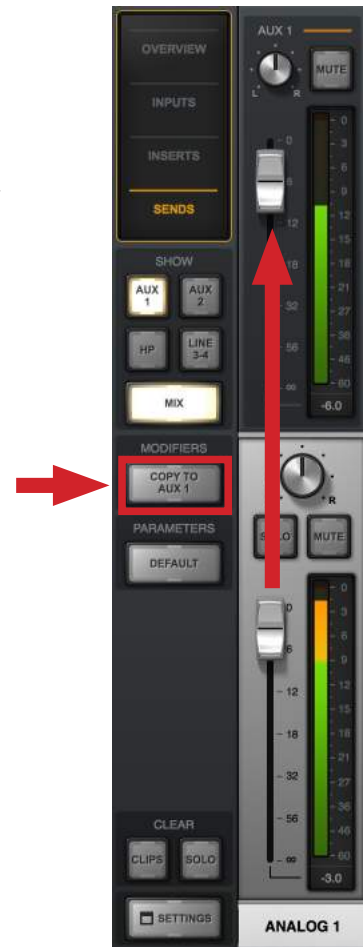 OVERVIEW
INPUTS
INSERTS
SENDS
SHOW
AUX
1
AUX
2
HP
LINE
3-4
MIX
MODIFIERS
COPY TO
AUX 1
PARAMETERS
DEFAULT
CLEAR
CLIPS
SOLO
SETTINGS
AUX 1
L
R
MUTE
0
6
12
18
32
56
∞
0
3
6
9
12
15
18
21
27
36
46
60
-6.0
R
MUTE
0
6
12
18
32
56
∞
0
3
6
9
12
15
18
21
27
36
46
60
-3.0
ANALOG 1